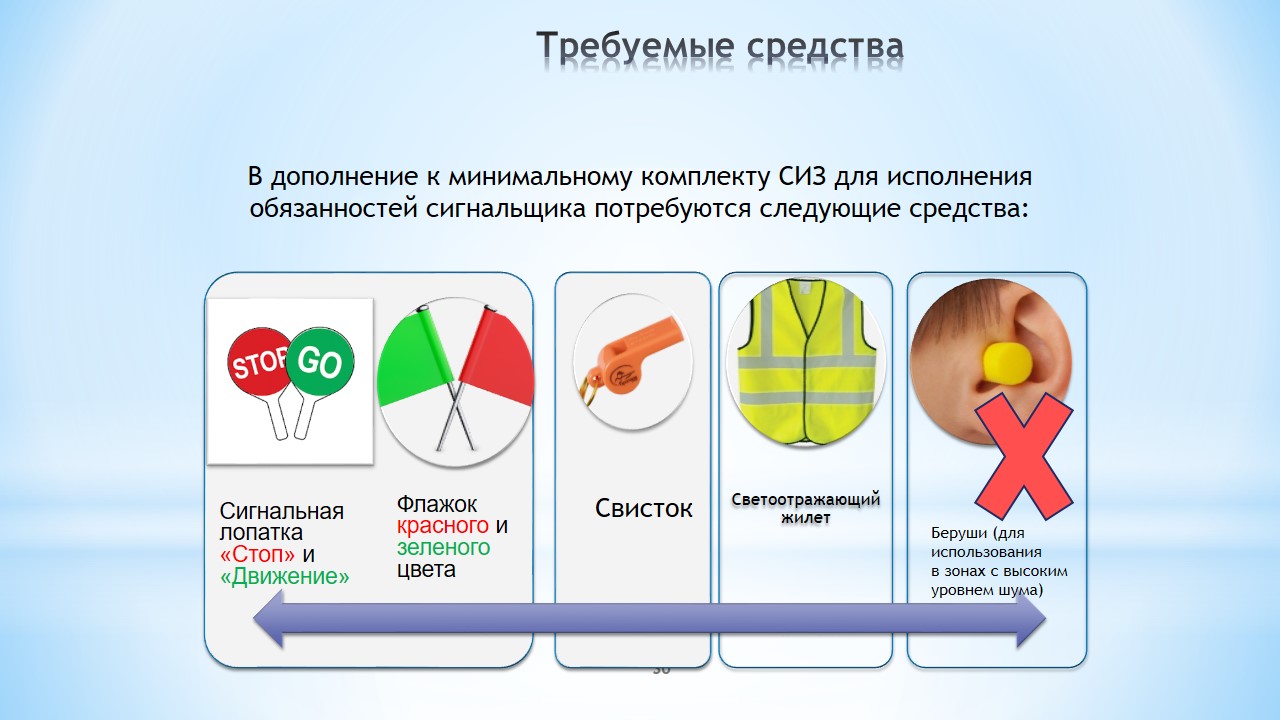 Требуемые средства
В дополнение к минимальному комплекту СИЗ для исполнения
обязанностей сигнальщика потребуются следующие средства:
STOP
GO
Сигнальная
лопатка
«Стоп» и
«Движение»
Флажок
красного и
зеленого
цвета
Свисток
Светоотражающий
жилет
Беруши (для
использования
в зонах с высоким
уровнем шума)